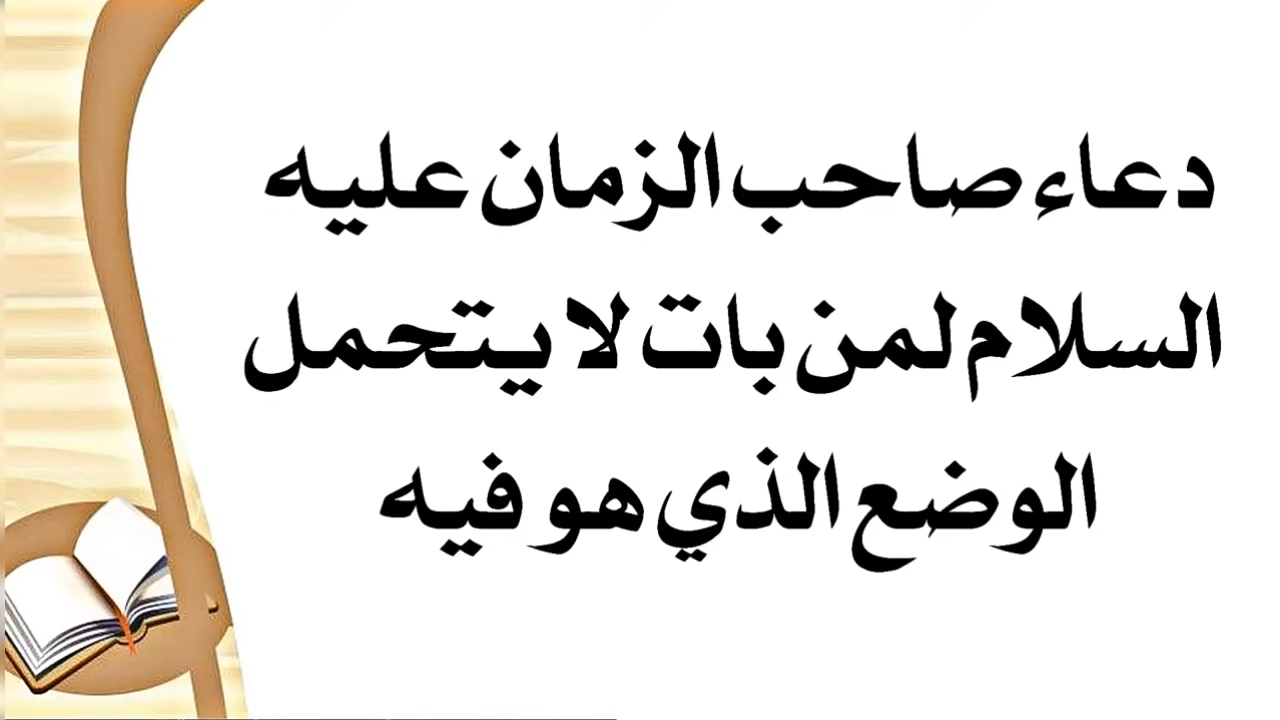 دعاء صاحب الزمان عليه
السلام لمن بات لا يتحمل
الوضع الذي هو فيه